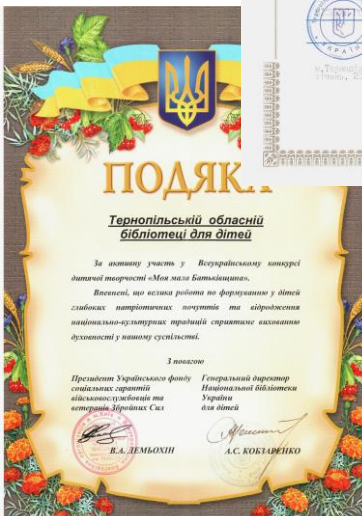 ПОДЯКА
Тернопільській обласній
бібліотеці для дітей
За активну участь у Всеукраїнському конкурсі
дитячої творчості «Моя мала Батьківщина».
Впевнені, що велика робота по формуванню у дітей
глибоких патріотичних почуттів та відродження
національно-культурних традицій сприятиме вихованню
духовності у нашому суспільстві.
З повагою
Президент Українського фонду
соціальних гарантій
військовослужбовців та
ветеранів Збройних Сил
В.А. ДЕМЬОХІН
Генеральний директор
Національної бібліотеки
України
для дітей
А.С. КОБЗАРЕНКО